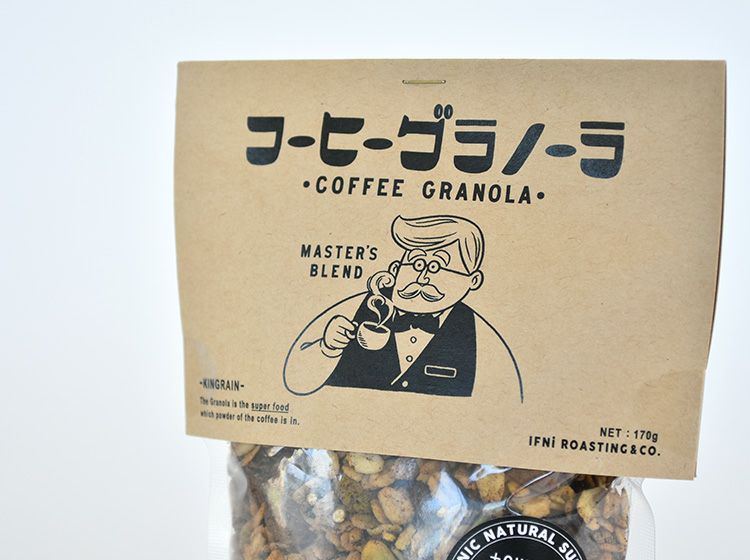 コーヒーグラノーラ
•COFFEE GRANOLA•
MASTER'S
BLEND
-KINGRAIN-
The Granola is the super food
which powder of the coffee is in.
NET : 170g
iFNi ROASTING&CO.
NATURAL